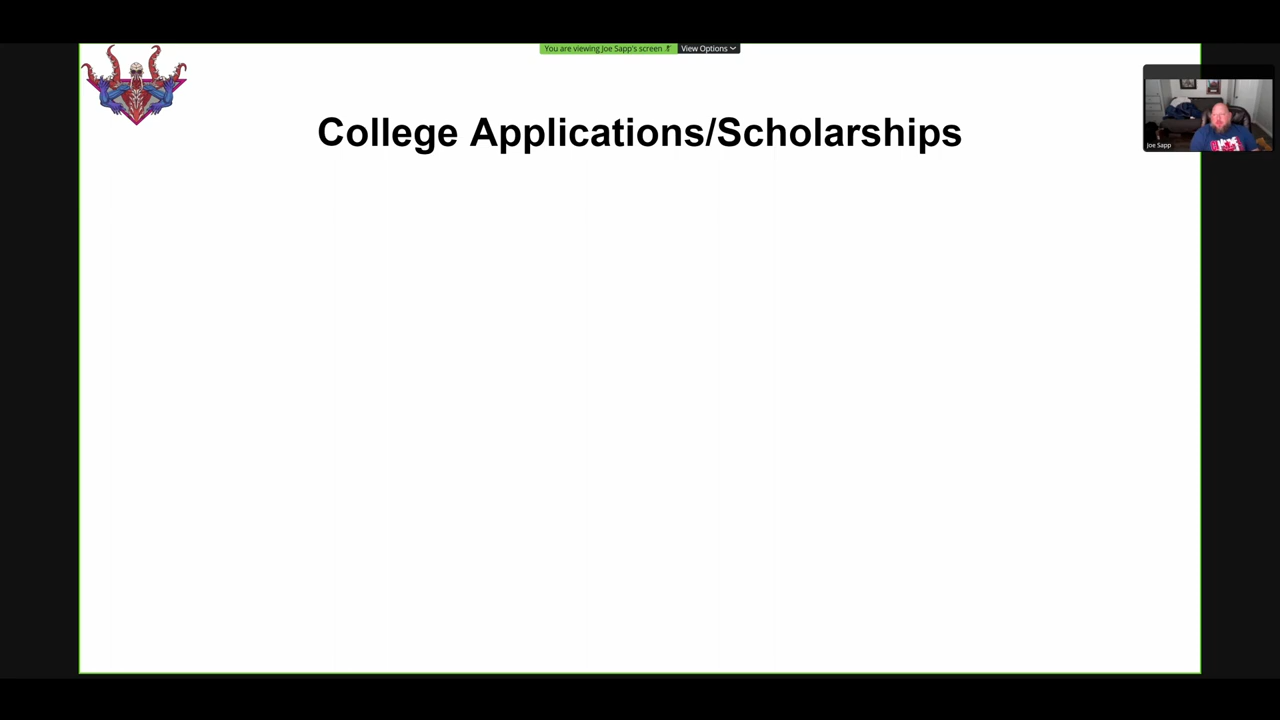 You are viewing Joe Sapp's screen
View Options
College Applications/Scholarships
Joe Sapp